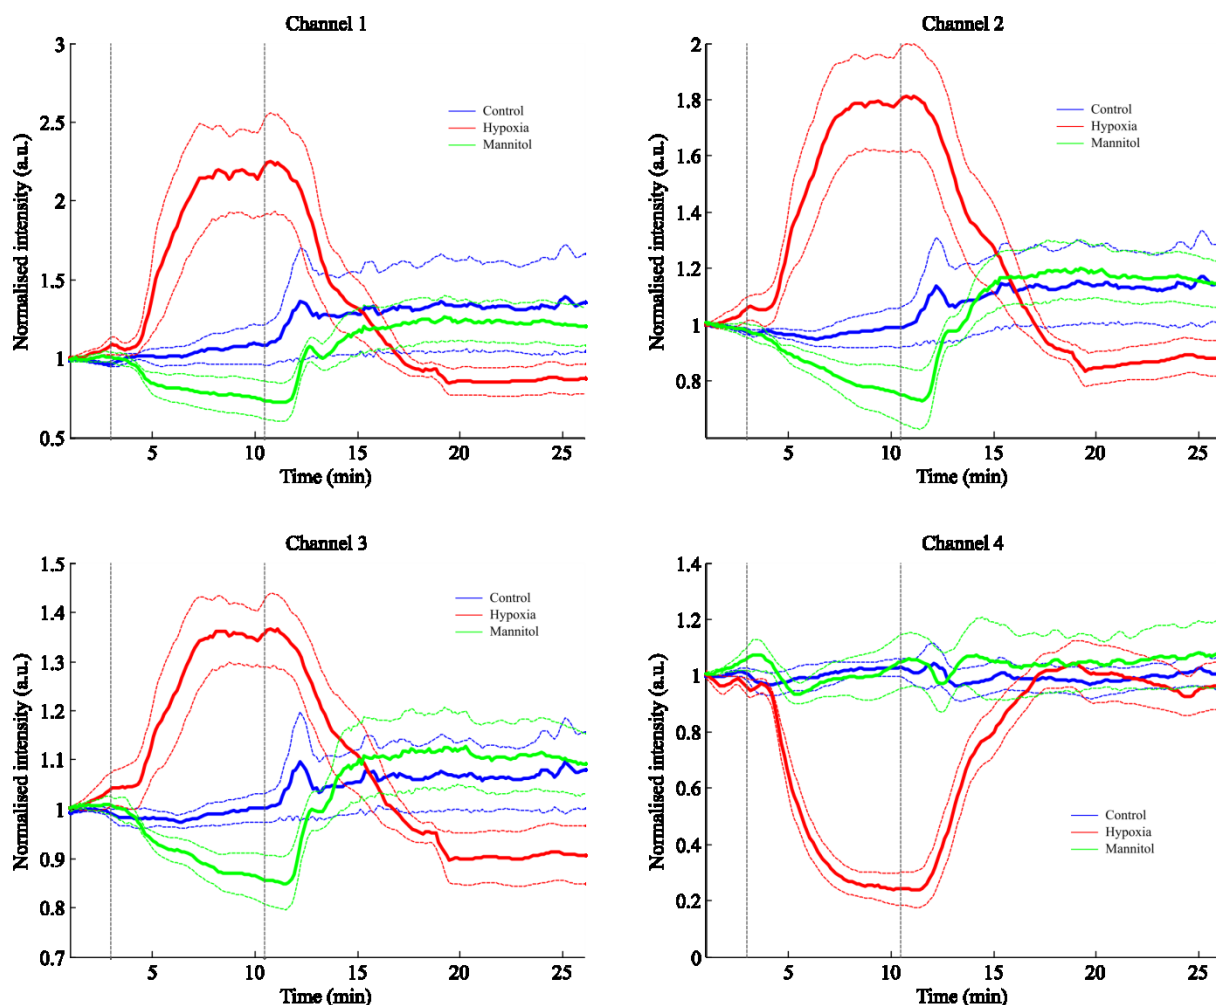 Channel 1
3
2.5
2
1.5
1
0.5
Normalised intensity (a.u.)
Control
Hypoxia
Mannitol
5
10
15
20
25
Time (min)
Channel 2
2
1.8
1.6
1.4
1.2
1
0.8
Normalised intensity (a.u.)
Control
Hypoxia
Mannitol
5
10
15
20
25
Time (min)
Channel 3
1.5
1.4
1.3
1.2
1.1
1
0.9
0.8
0.7
Normalised intensity (a.u.)
Control
Hypoxia
Mannitol
5
10
15
20
25
Time (min)
Channel 4
1.4
1.2
1
0.8
0.6
0.4
0.2
0
Normalised intensity (a.u.)
Control
Hypoxia
Mannitol
5
10
15
20
25
Time (min)